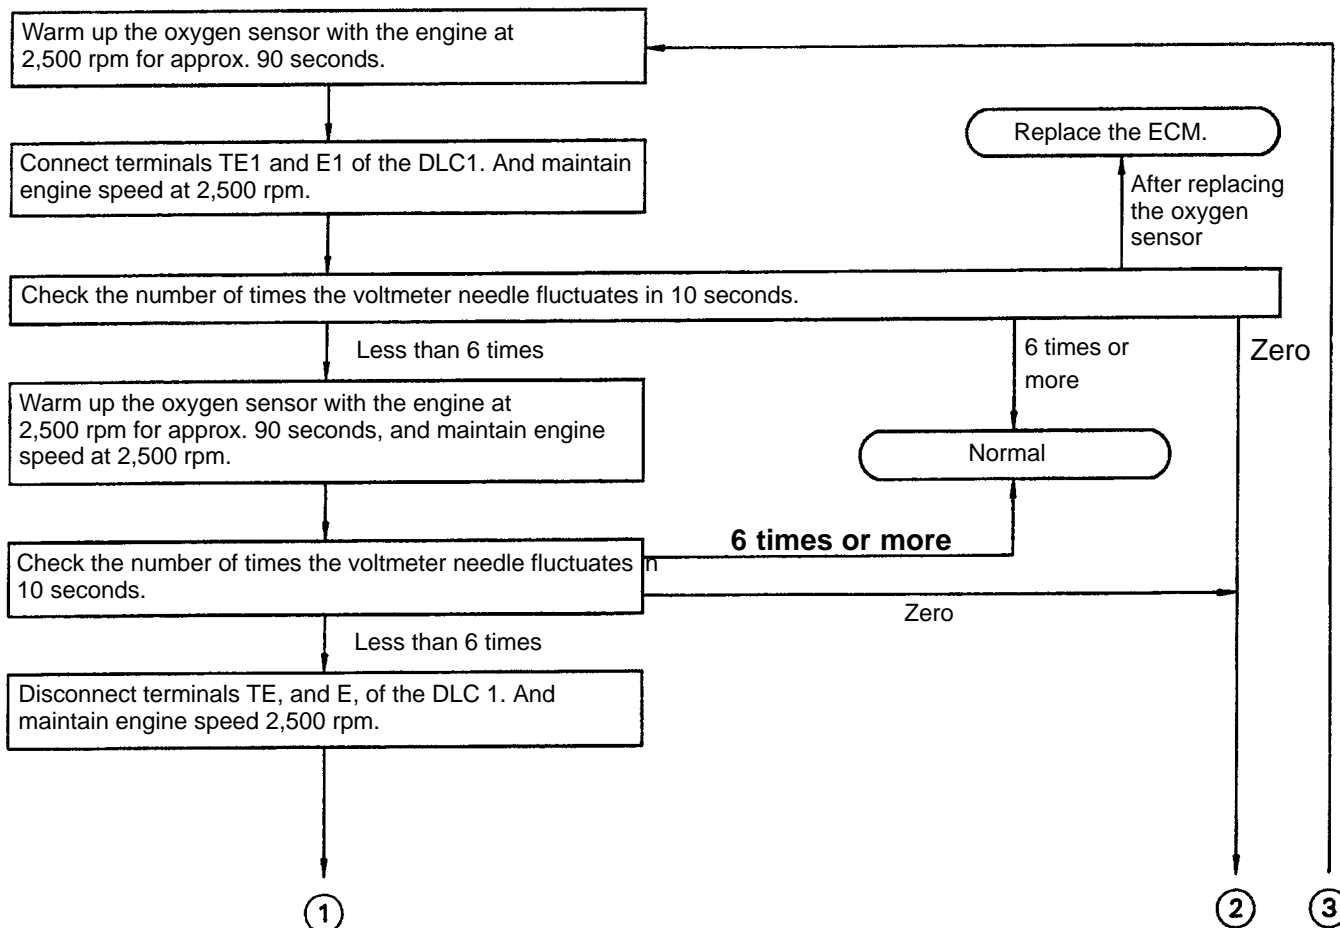 Warm up the oxygen sensor with the engine at
2,500 rpm for approx. 90 seconds.
Replace the ECM.
Connect terminals TE1 and E1 of the DLC1. And maintain
engine speed at 2,500 rpm.
After replacing
the oxygen
sensor
Check the number of times the voltmeter needle fluctuates in 10 seconds.
Less than 6 times
6 times or
more
Zero
Warm up the oxygen sensor with the engine at
2,500 rpm for approx. 90 seconds, and maintain engine
speed at 2,500 rpm.
Normal
6 times or more
Check the number of times the voltmeter needle fluctuates in
10 seconds.
Zero
Less than 6 times
Disconnect terminals TE, and E, of the DLC 1. And
maintain engine speed 2,500 rpm.
1
2
3